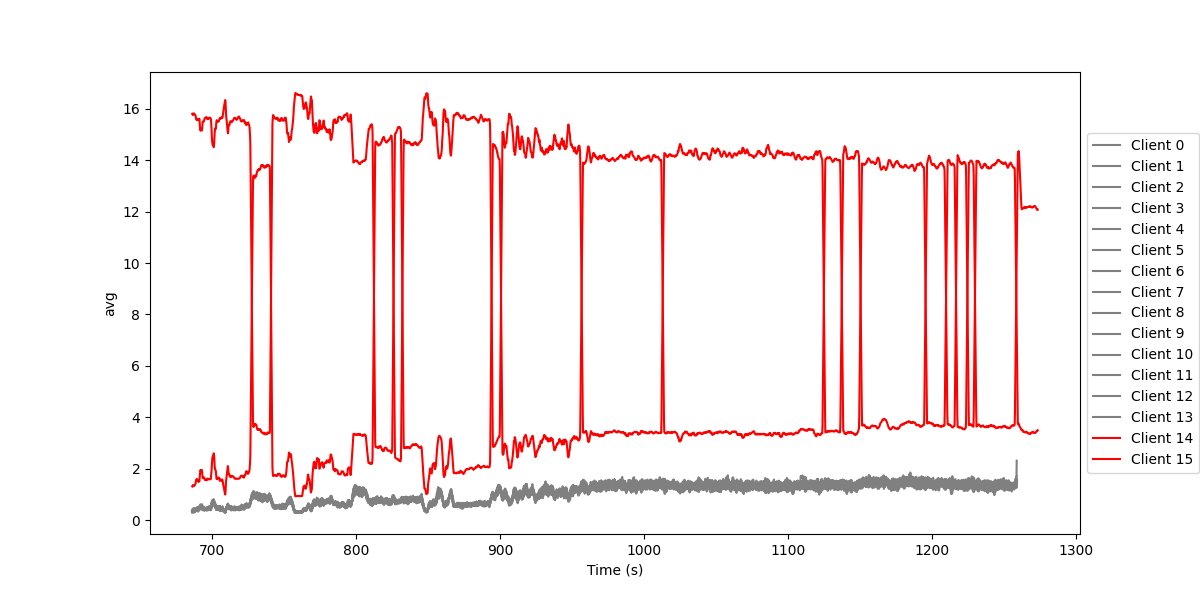 16
14
12
10
8
6
4
2
0
avg
700
800
900
1000
1100
1200
1300
Time (s)
Client 0
Client 1
Client 2
Client 3
Client 4
Client 5
Client 6
Client 7
Client 8
Client 9
Client 10
Client 11
Client 12
Client 13
Client 14
Client 15